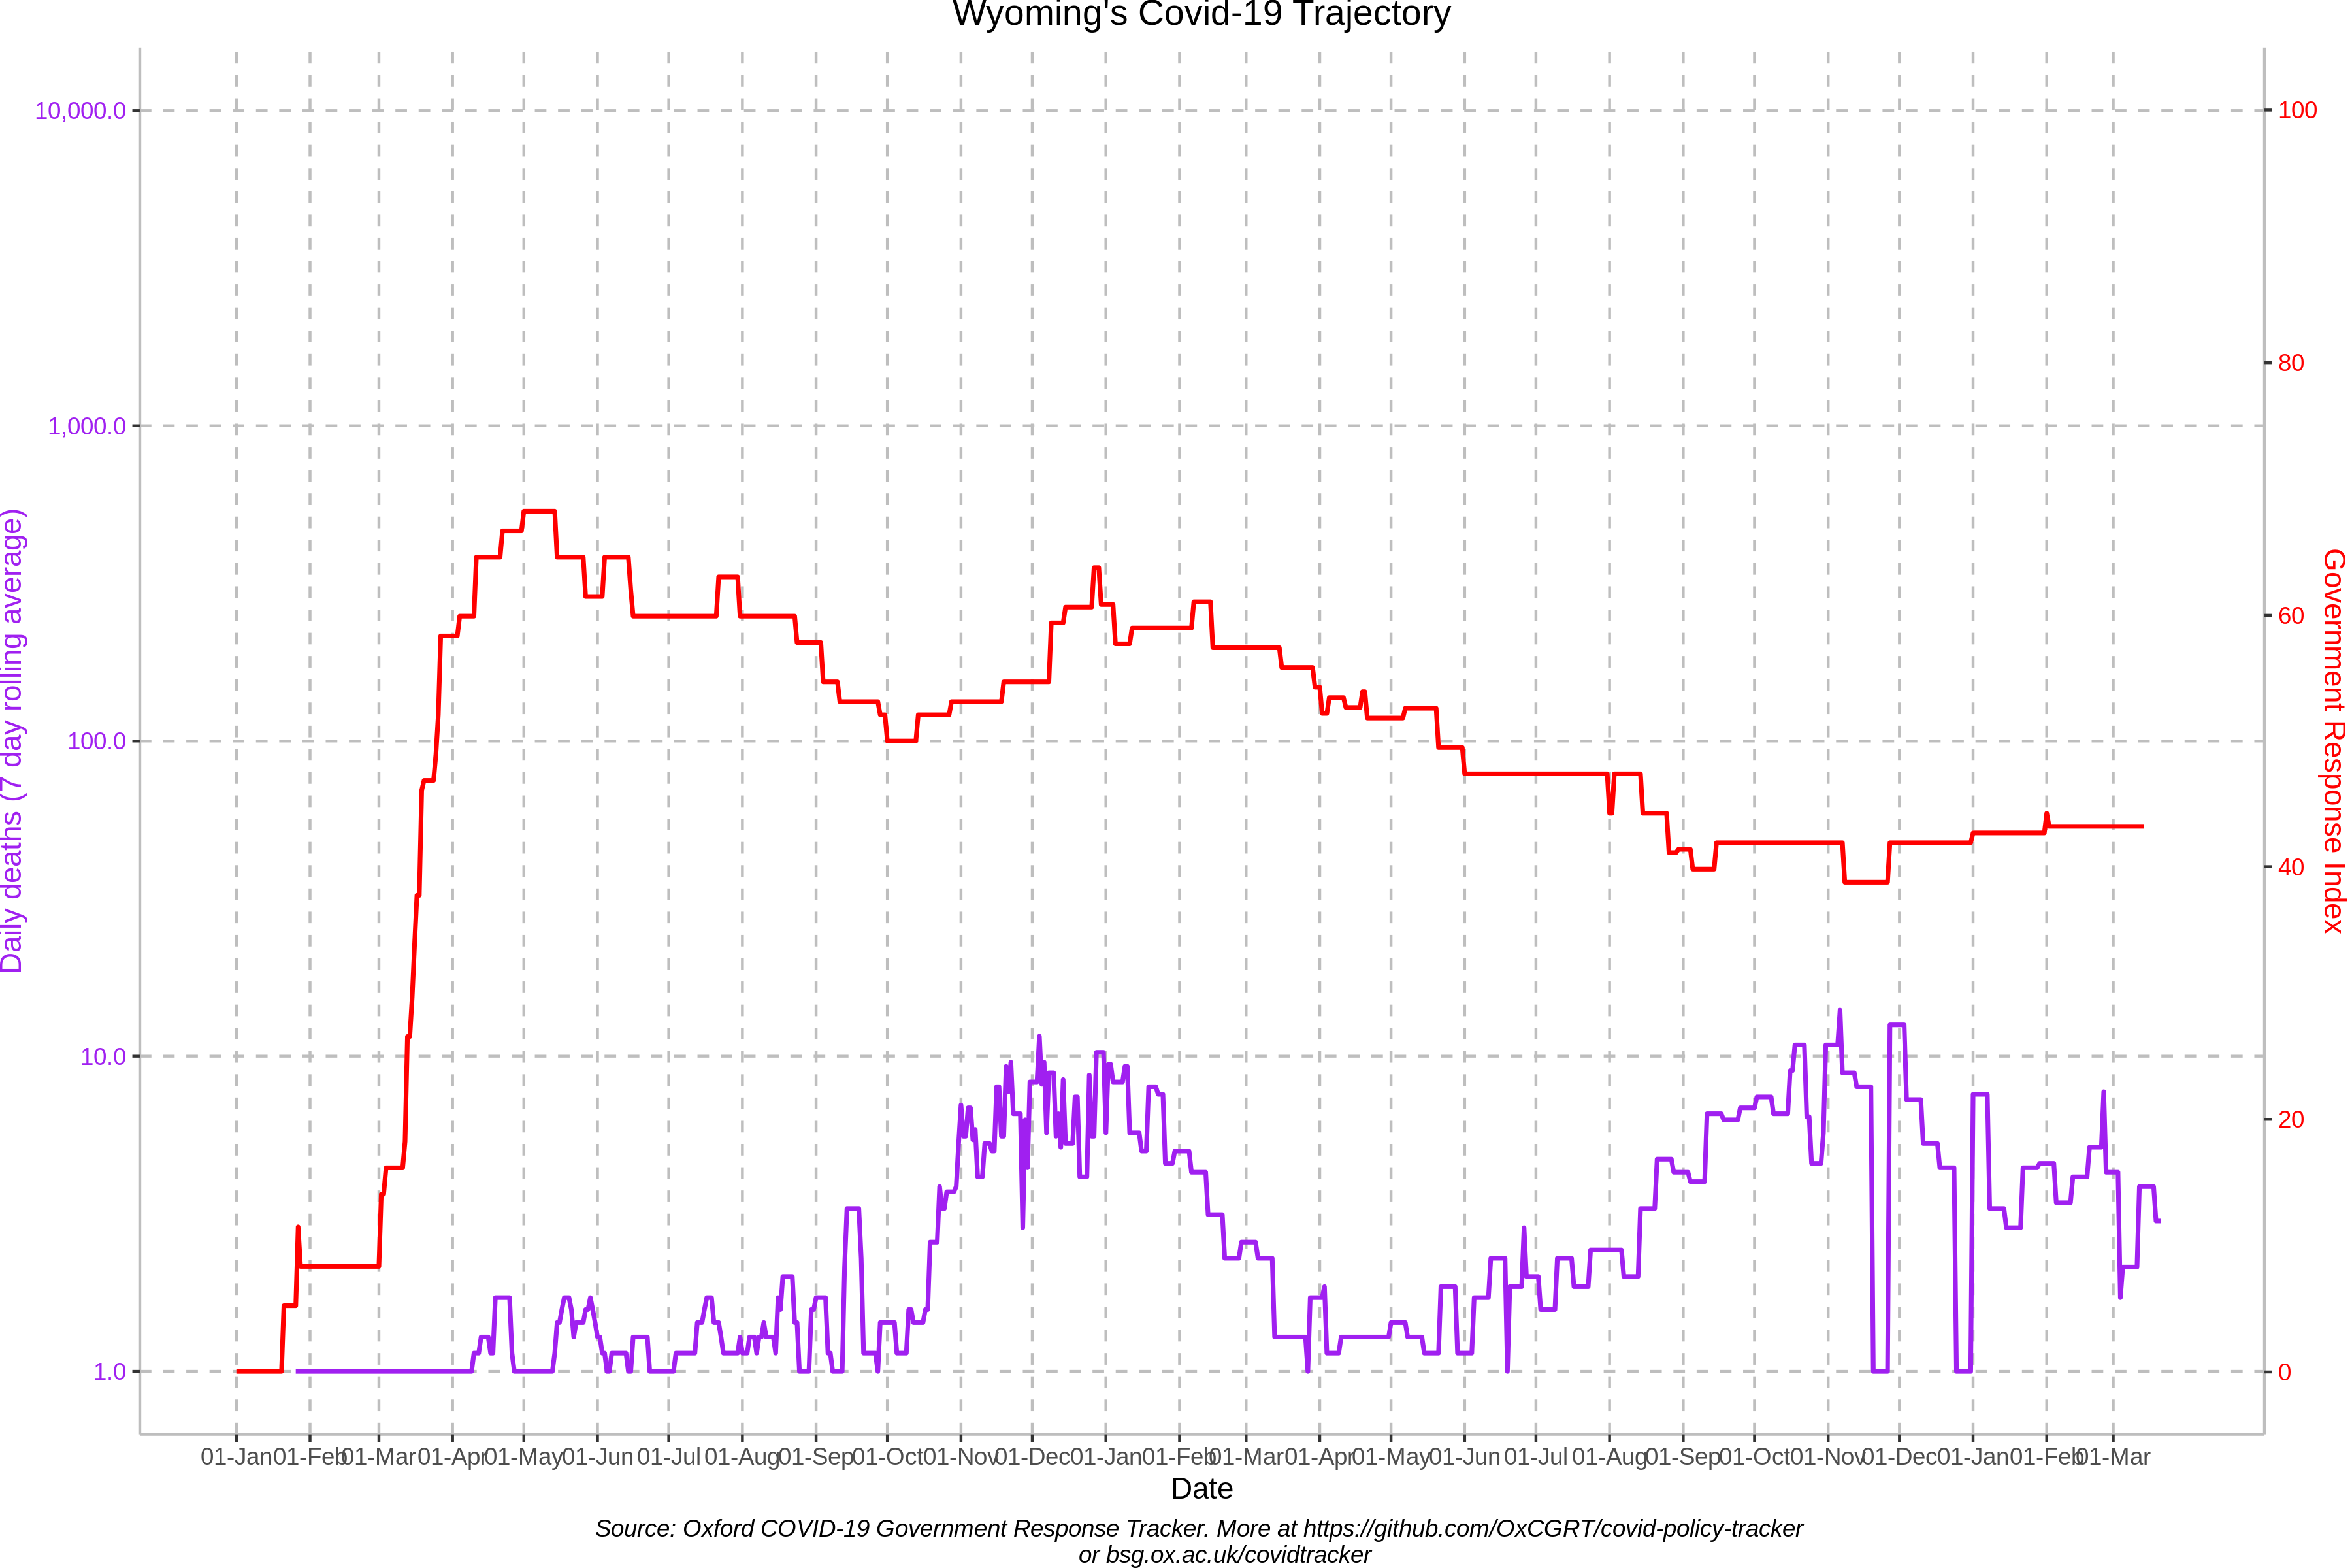 Wyoming's Covid-19 Trajectory
10,000.0
1,000.0
100.0
10.0
1.0
Daily deaths (7 day rolling average)
100
80
60
40
20
0
Government Response Index
01-Jan 01-Feb 01-Mar 01-Apr 01-May 01-Jun 01-Jul 01-Aug 01-Sep 01-Oct 01-Nov 01-Dec 01-Jan 01-Feb 01-Mar 01-Apr 01-May 01-Jun 01-Jul 01-Aug 01-Sep 01-Oct 01-Nov 01-Dec 01-Jan 01-Feb 01-Mar
Date
Source: Oxford COVID-19 Government Response Tracker. More at https://github.com/OxCGRT/covid-policy-tracker
or bsg.ox.ac.uk/covidtracker